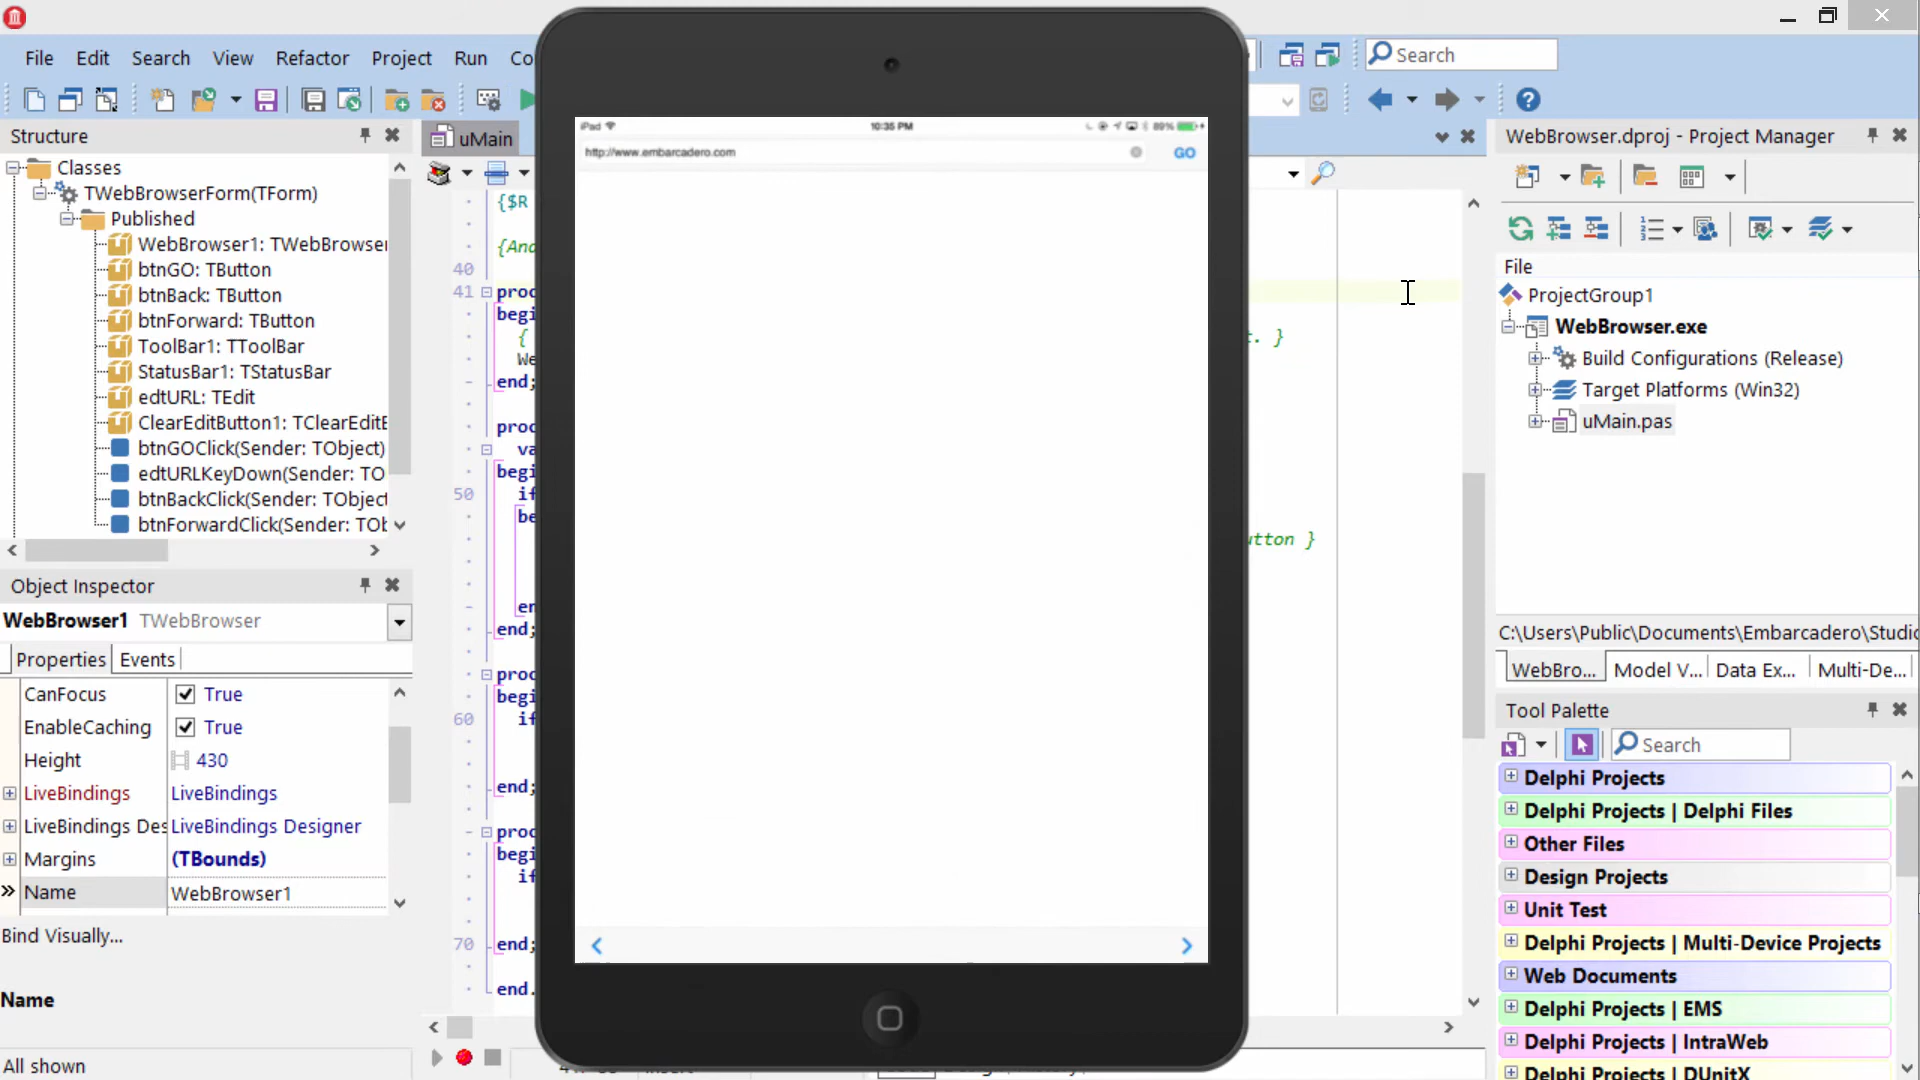 File Edit Search View Refactor Project Run Co
Search
Structure
Classes
TWebBrowserForm(TForm)
Published
WebBrowser1: TWebBrowser
btnGO: TButton
btnBack: TButton
btnForward: TButton
ToolBar1: TToolBar
StatusBar1: TStatusBar
edtURL: TEdit
ClearEditButton1: TClearEditE
btnGOClick(Sender: TObject)
edtURLKeyDown(Sender: TO
btnBackClick(Sender: TObject
btnForwardClick(Sender: TOb
Object Inspector
WebBrowser1 TWebBrowser
Properties Events
CanFocus True
EnableCaching True
Height 430
LiveBindings LiveBindings
LiveBindings Des LiveBindings Designer
Margins (TBounds)
Name WebBrowser1
Bind Visually...
Name
All shown
uMain
{$R
{And
40
41 proc
begi
{ t. }
We
end;
proc
va
begi
50 if
be
utton }
en
end;
proc
begi
60 if
end;
proc
begi
if
70 end;
end.
iPad 10:35 PM 89%
http://www.embarcadero.com GO
WebBrowser.dproj - Project Manager
File
ProjectGroup1
WebBrowser.exe
Build Configurations (Release)
Target Platforms (Win32)
uMain.pas
C:\Users\Public\Documents\Embarcadero\Studio
WebBro... Model V... Data Ex... Multi-De...
Tool Palette
Search
Delphi Projects
Delphi Projects | Delphi Files
Other Files
Design Projects
Unit Test
Delphi Projects | Multi-Device Projects
Web Documents
Delphi Projects | EMS
Delphi Projects | IntraWeb
Delphi Projects | DUnitX